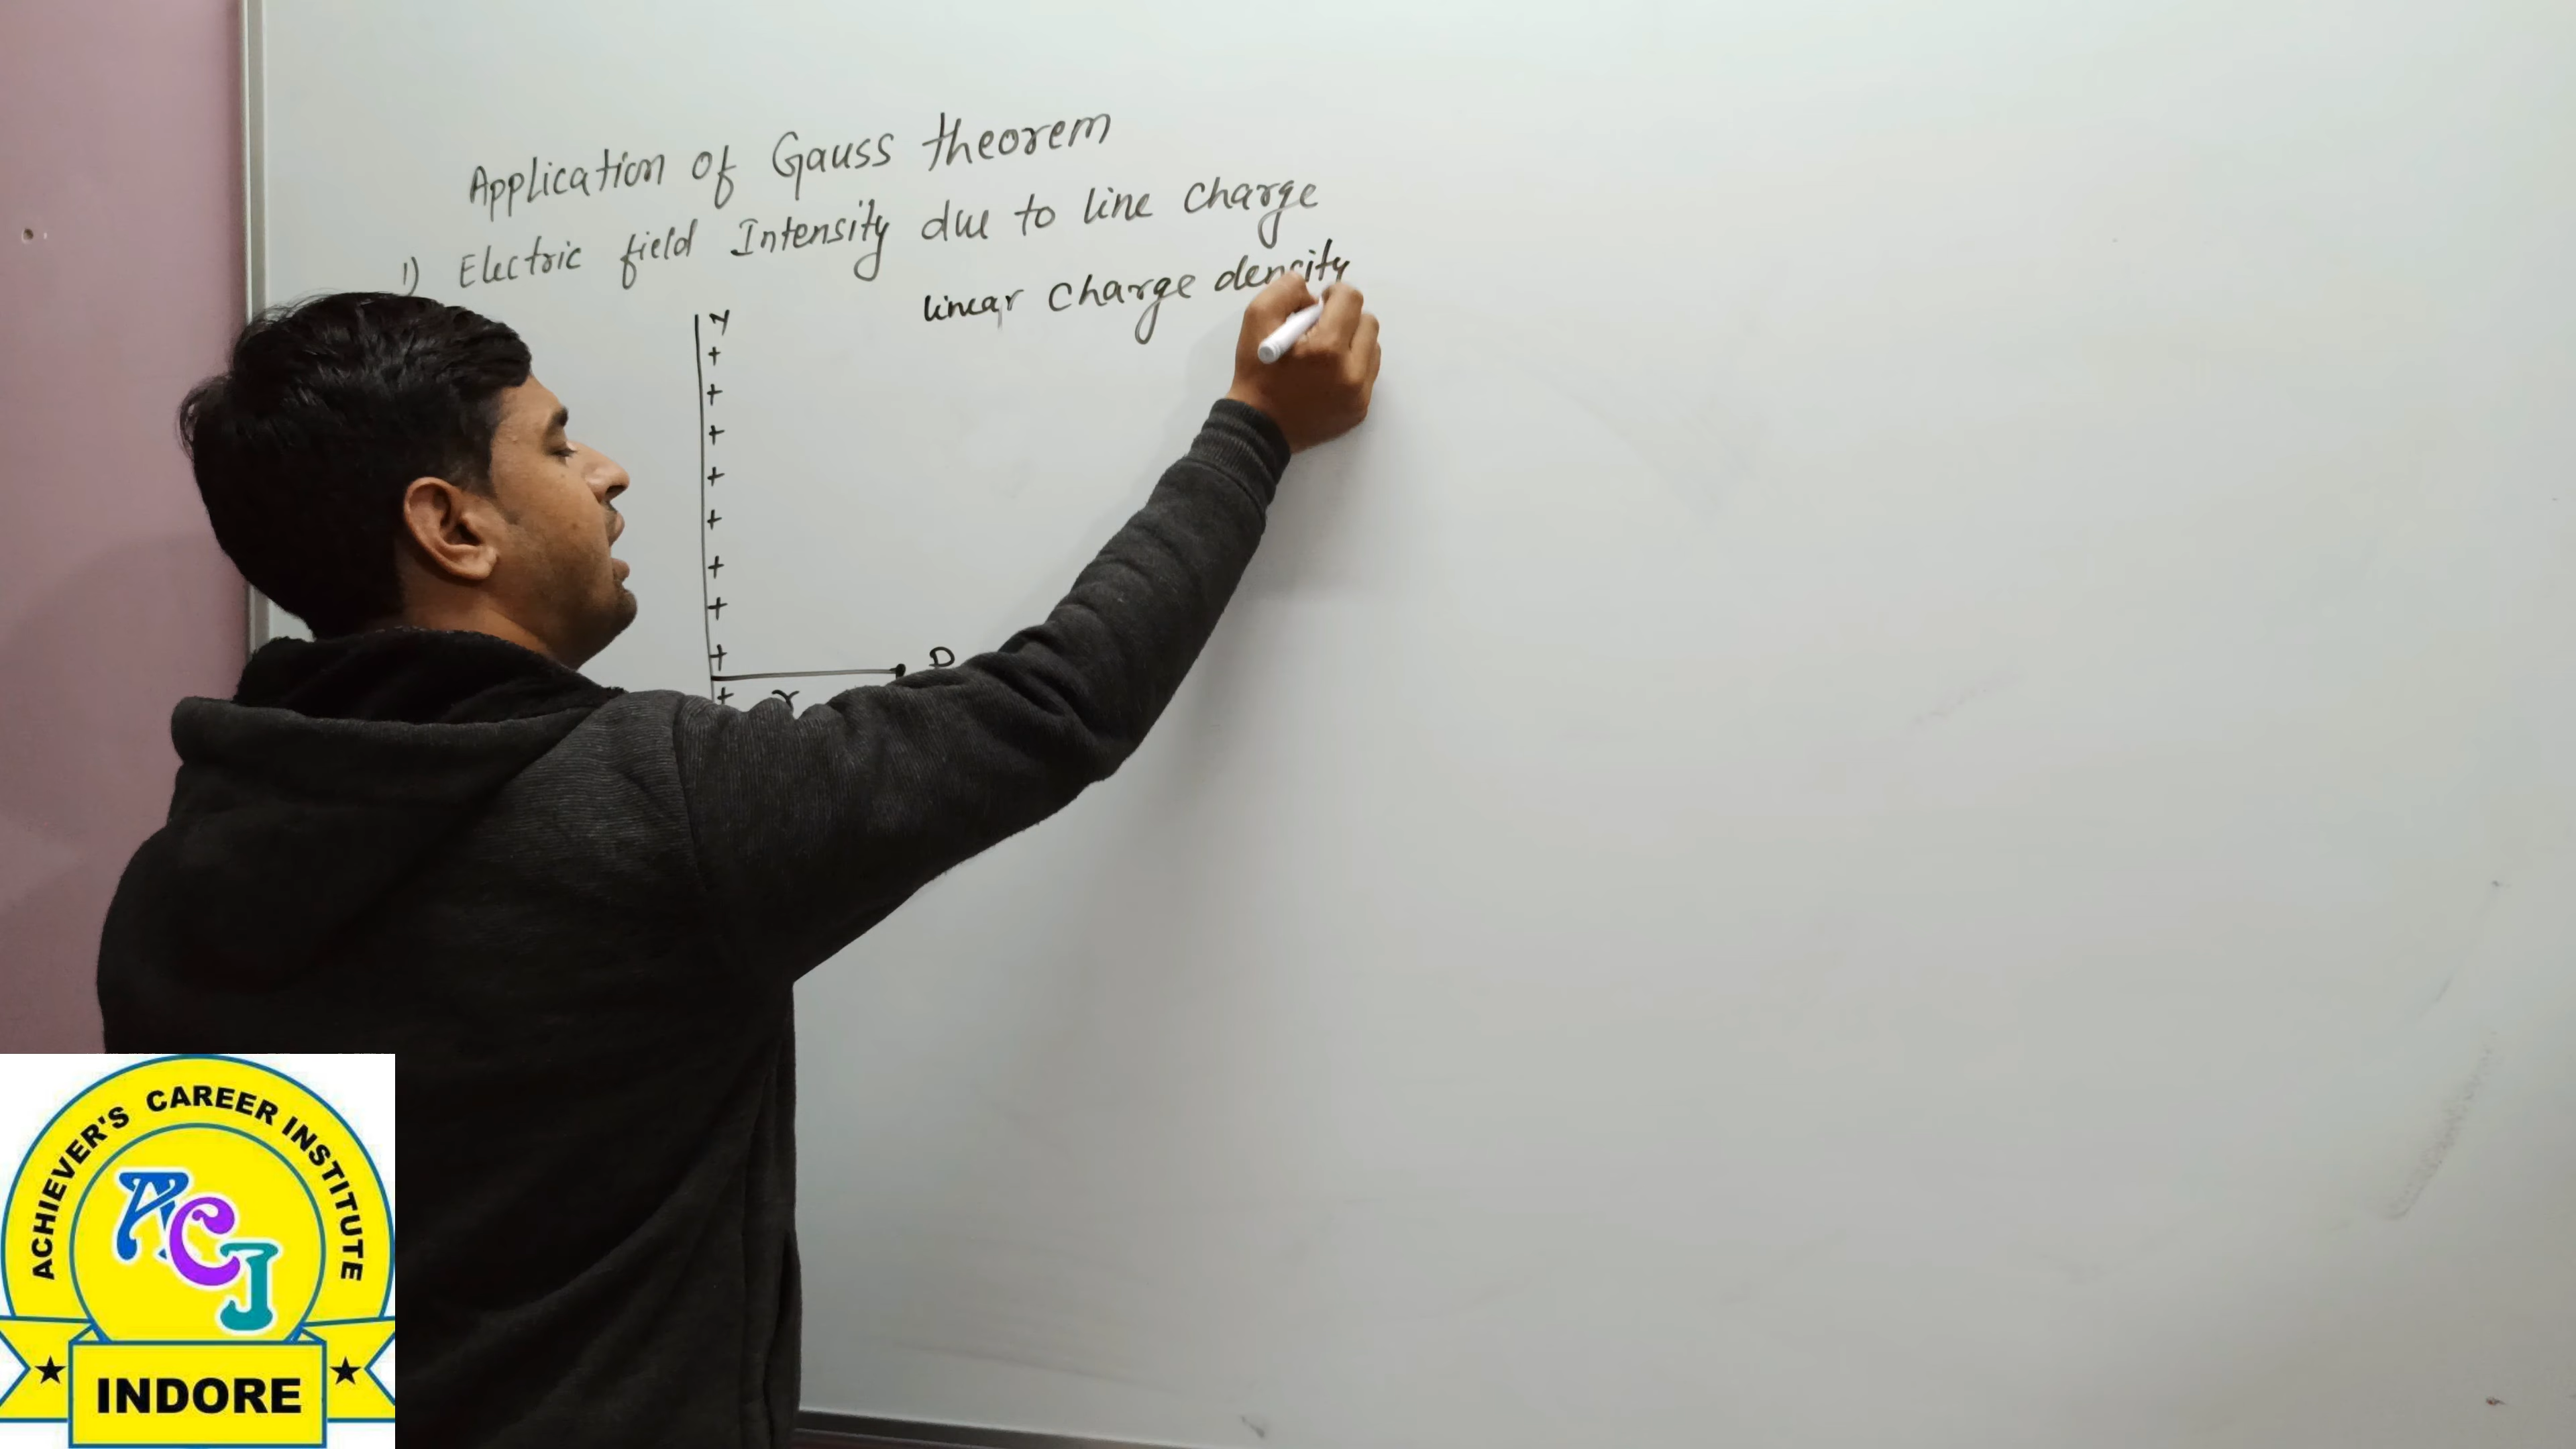 Application of Gauss theorem
1) Electric field Intensity due to line charge
linear charge density
+
+
+
+
+
+
+
+
P
+ r
ACHIEVER'S CAREER INSTITUTE
ACI
INDORE